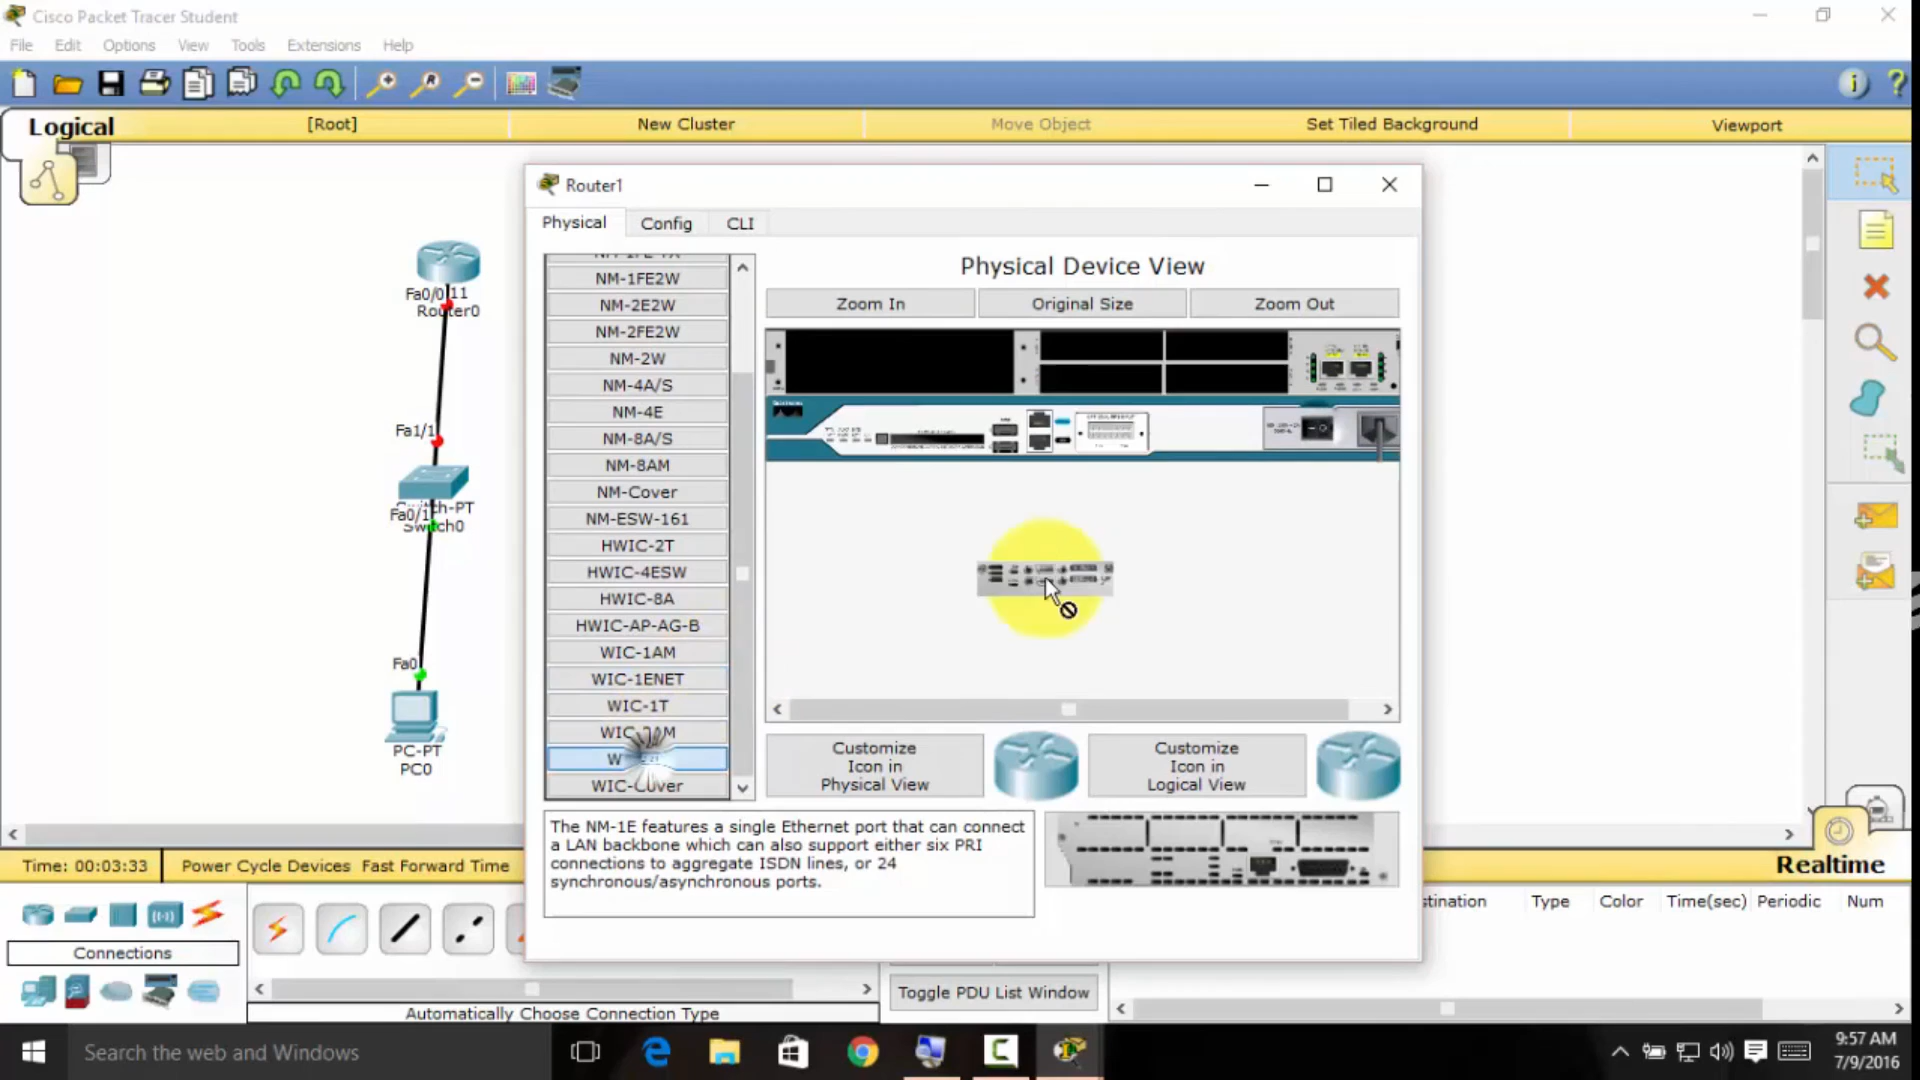 Cisco Packet Tracer Student
File Edit Options View Tools Extensions Help
Logical [Root] New Cluster Move Object Set Tiled Background Viewport
Router1
Physical Config CLI
NM-1FE2W
NM-2E2W
NM-2FE2W
NM-2W
NM-4A/S
NM-4E
NM-8A/S
NM-8AM
NM-Cover
NM-ESW-161
HWIC-2T
HWIC-4ESW
HWIC-8A
HWIC-AP-AG-B
WIC-1AM
WIC-1ENET
WIC-1T
WIC-Cover
Physical Device View
Zoom In Original Size Zoom Out
Customize
Icon in
Physical View
Customize
Icon in
Logical View
The NM-1E features a single Ethernet port that can connect
a LAN backbone which can also support either six PRI
connections to aggregate ISDN lines, or 24
synchronous/asynchronous ports.
Fa0/0
Router0
Fa1/1
Fa0/1
Fa0
PC-PT
PC0
Time: 00:03:33 Power Cycle Devices Fast Forward Time
Realtime
Connections
Automatically Choose Connection Type
Toggle PDU List Window
stination Type Color Time(sec) Periodic Num
Search the web and Windows
9:57 AM
7/9/2016